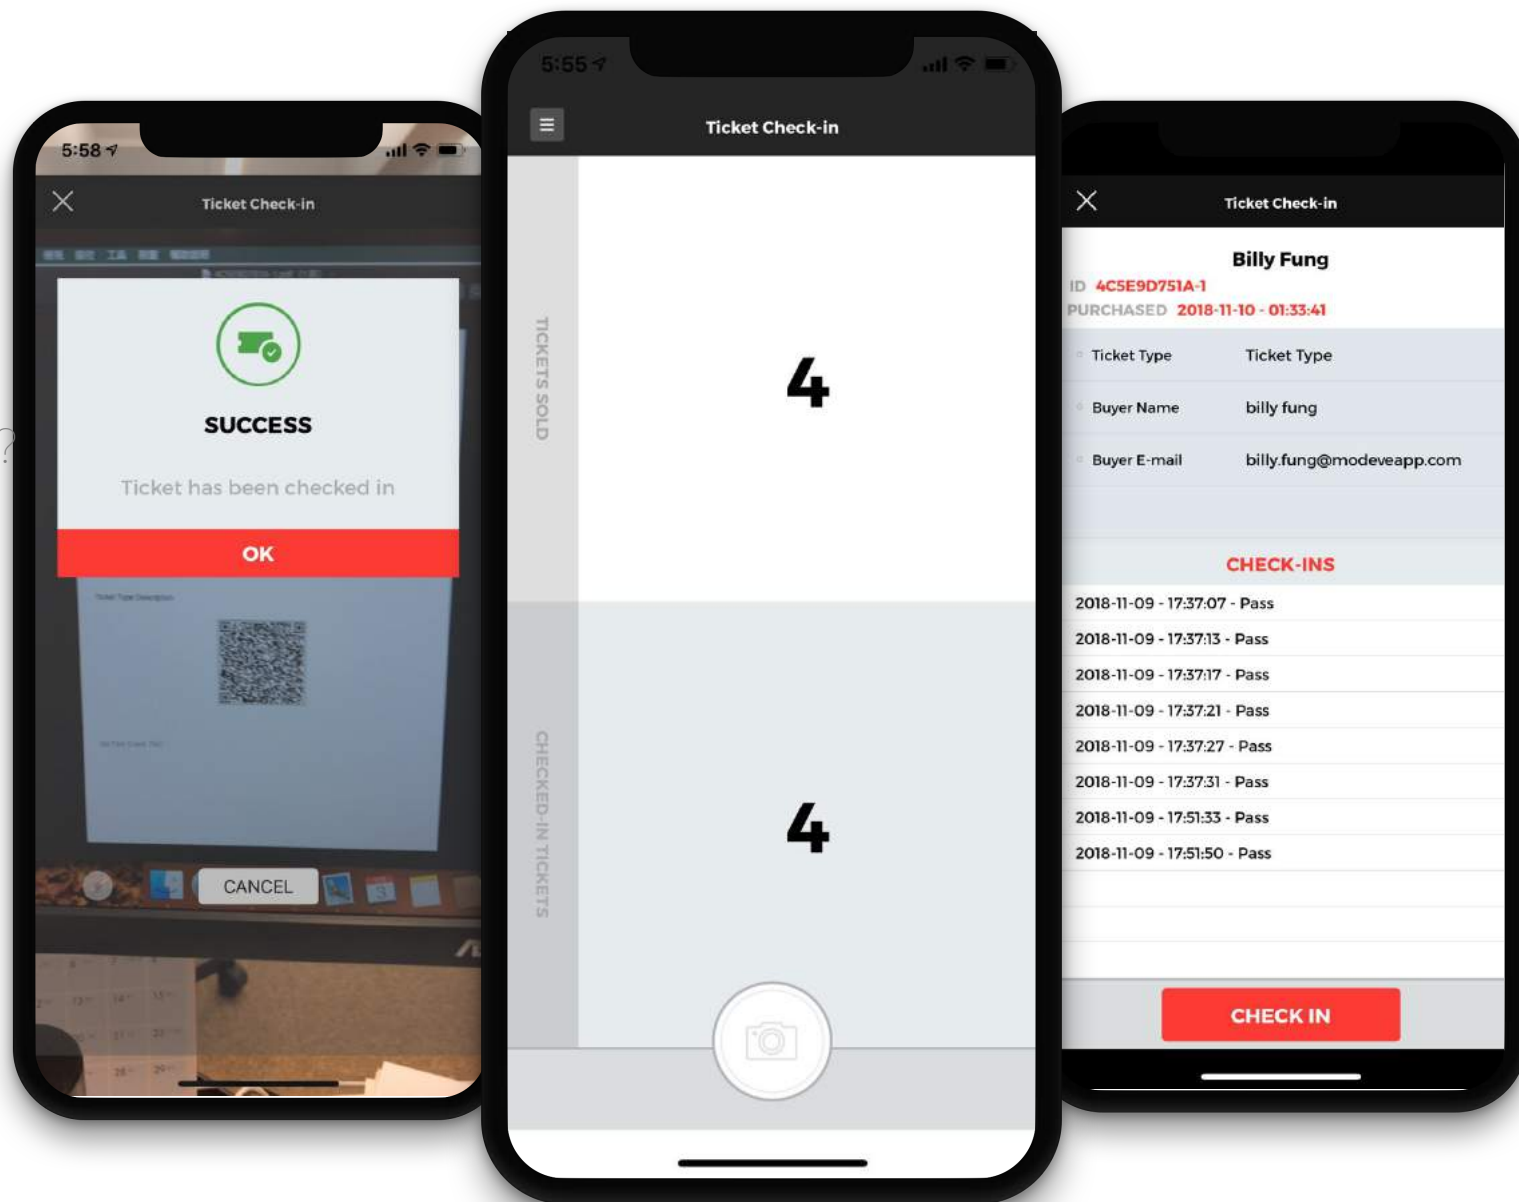 5:58
Ticket Check-in
工具
SUCCESS
Ticket has been checked in
OK
Ticket Type Description
CANCEL
?
5:55
Ticket Check-in
TICKETS SOLD
4
CHECKED-IN TICKETS
4
Ticket Check-in
Billy Fung
ID 4C5E9D751A-1
PURCHASED 2018-11-10 - 01:33:41
Ticket Type Ticket Type
Buyer Name billy fung
Buyer E-mail billy.fung@modeveapp.com
CHECK-INS
2018-11-09 - 17:37:07 - Pass
2018-11-09 - 17:37:13 - Pass
2018-11-09 - 17:37:17 - Pass
2018-11-09 - 17:37:21 - Pass
2018-11-09 - 17:37:27 - Pass
2018-11-09 - 17:37:31 - Pass
2018-11-09 - 17:51:33 - Pass
2018-11-09 - 17:51:50 - Pass
CHECK IN